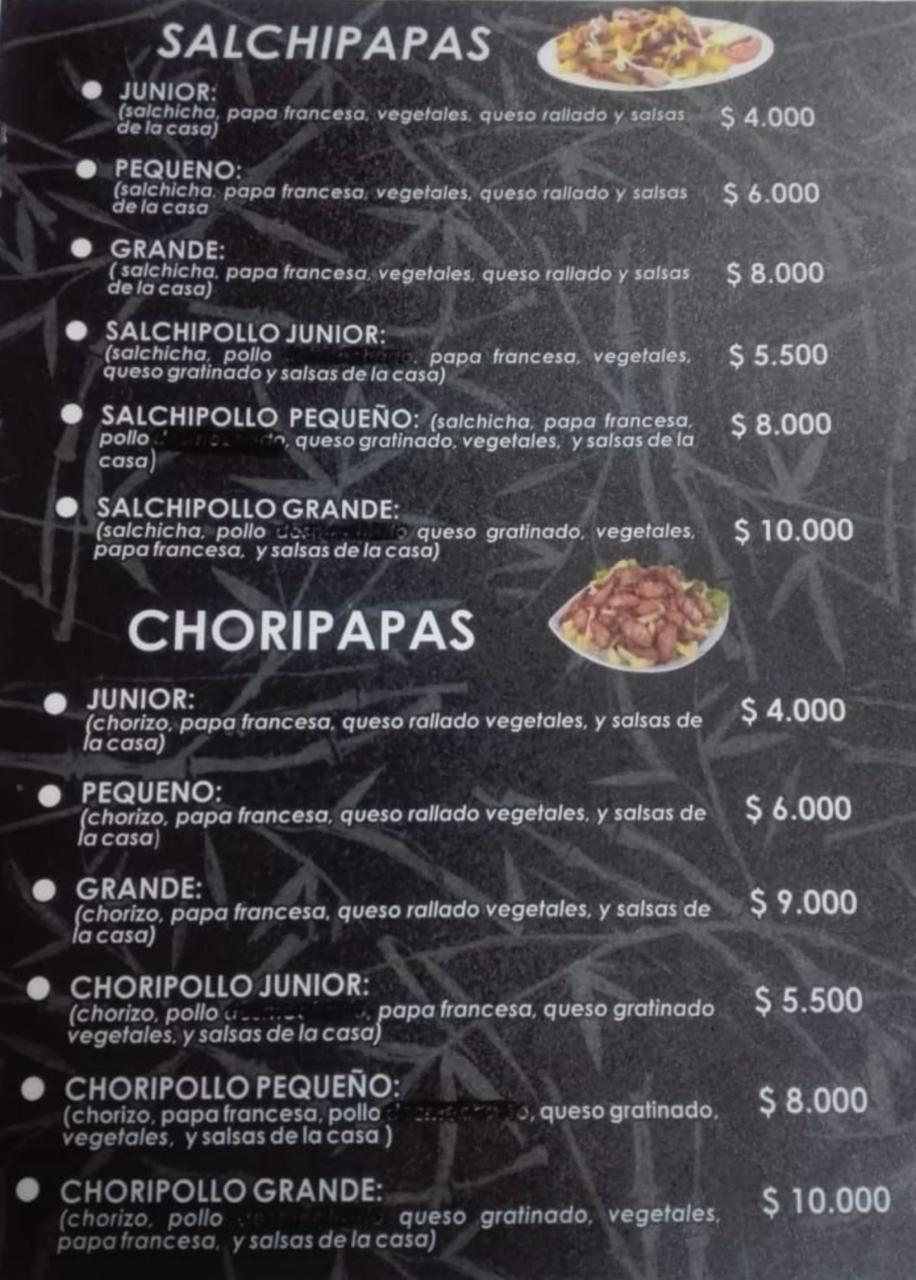 SALCHIPAPAS
JUNIOR:
(salchicha, papa francesa, vegetales, queso rallado y salsas $ 4.000
de la casa)
PEQUENO:
(salchicha, papa francesa, vegetales, queso rallado y salsas $ 6.000
de la casa
GRANDE:
( salchicha, papa francesa, vegetales, queso rallado y salsas $ 8.000
de la casa)
SALCHIPOLLO JUNIOR:
(salchicha, pollo , papa francesa, vegetales, $ 5.500
queso gratinado y salsas de la casa)
SALCHIPOLLO PEQUEÑO: (salchicha, papa francesa, $ 8.000
pollo , queso gratinado, vegetales, y salsas de la
casa)
SALCHIPOLLO GRANDE:
(salchicha, pollo queso gratinado, vegetales, $ 10.000
papa francesa, y salsas de la casa)
CHORIPAPAS
JUNIOR: $ 4.000
(chorizo, papa francesa, queso rallado vegetales, y salsas de
la casa)
PEQUENO:
(chorizo, papa francesa, queso rallado vegetales, y salsas de $ 6.000
la casa)
GRANDE:
(chorizo, papa francesa, queso rallado vegetales, y salsas de $ 9.000
la casa)
CHORIPOLLO JUNIOR:
(chorizo, pollo , papa francesa, queso gratinado $ 5.500
vegetales, y salsas de la casa)
CHORIPOLLO PEQUEÑO:
(chorizo, papa francesa, pollo , queso gratinado, $ 8.000
vegetales, y salsas de la casa )
CHORIPOLLO GRANDE:
(chorizo, pollo queso gratinado, vegetales, $ 10.000
papa francesa, y salsas de la casa)